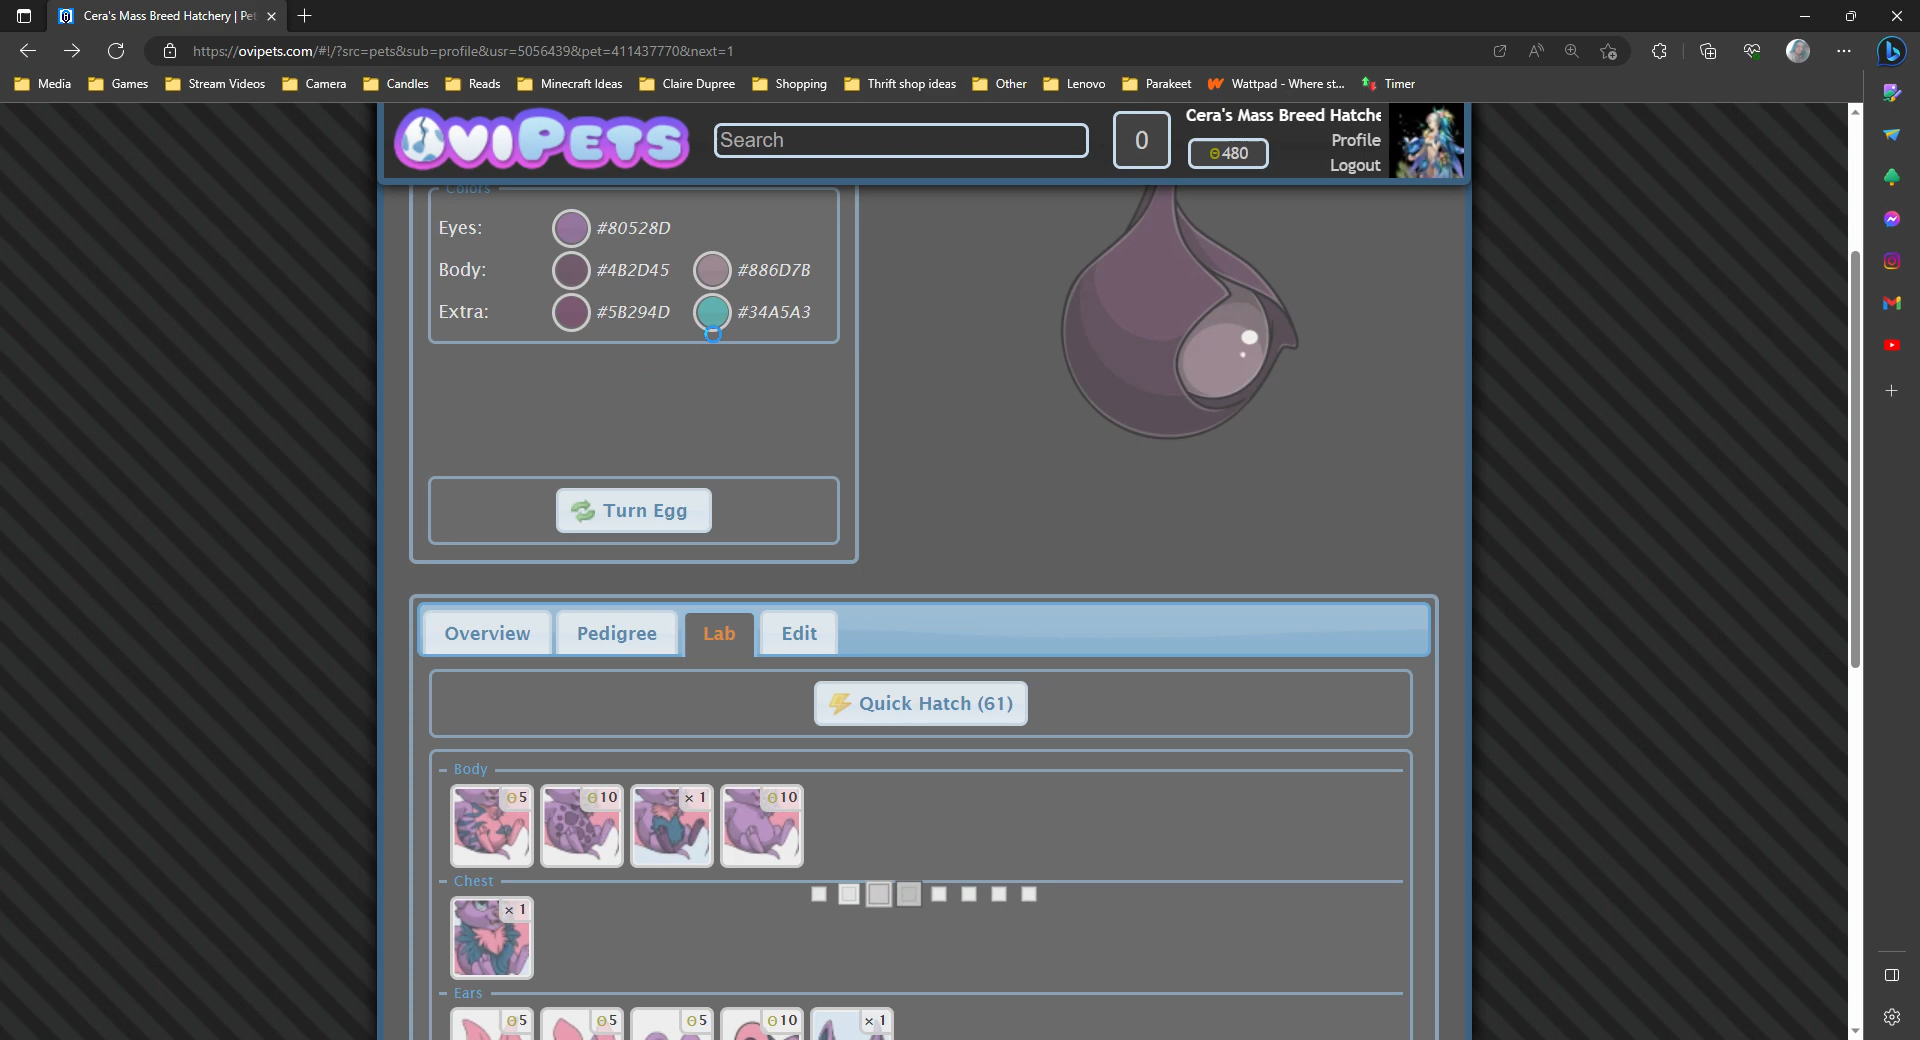 Cera's Mass Breed Hatchery | Pet
https://ovipets.com/#!/?src=pets&sub=profile&usr=5056439&pet=411437770&next=1
Media Games Stream Videos Camera Candles Reads Minecraft Ideas Claire Dupree Shopping Thrift shop ideas Other Lenovo Parakeet Wattpad - Where st... Timer
OviPets
Search
0
Cera's Mass Breed Hatche
480
Profile
Logout
Colors
Eyes: #80528D
Body: #4B2D45 #886D7B
Extra: #5B294D #34A5A3
Turn Egg
Overview Pedigree Lab Edit
Quick Hatch (61)
Body
5 10 × 1 10
Chest
× 1
Ears
5 5 5 10 × 1